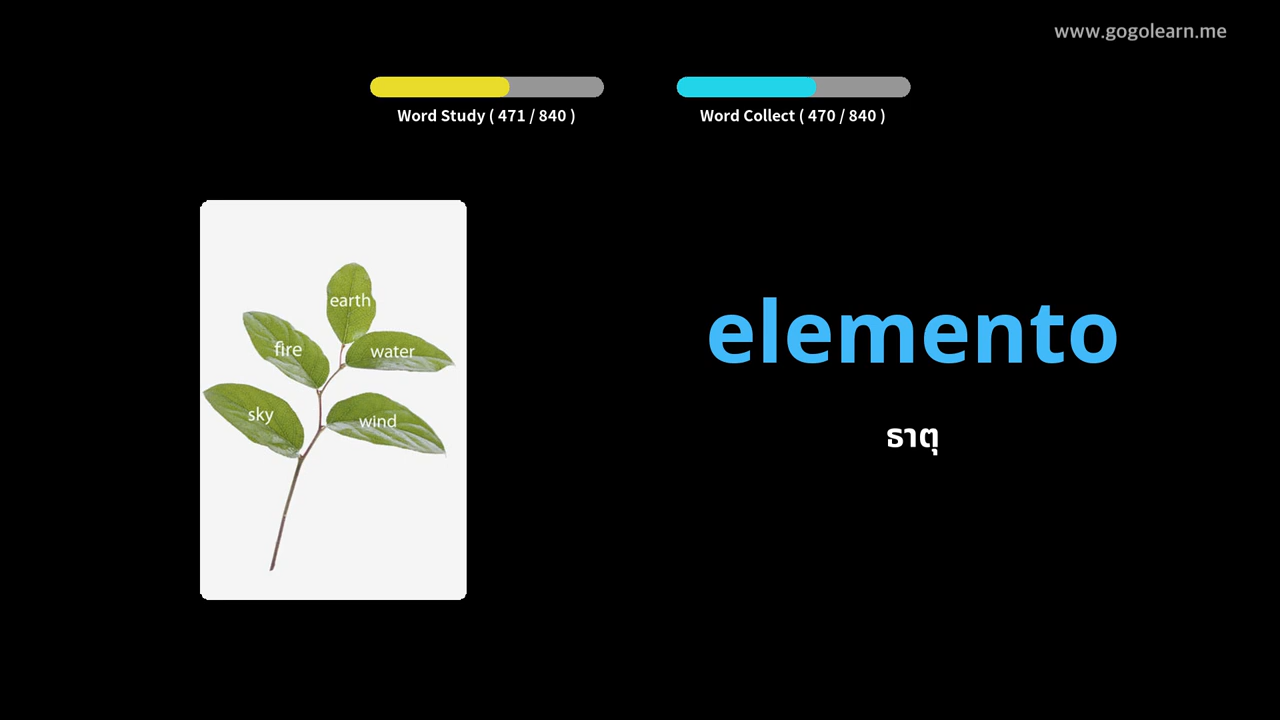 www.gogolearn.me
Word Study ( 471 / 840 )
Word Collect ( 470 / 840 )
earth
fire
water
sky
wind
elemento
ธาตุ